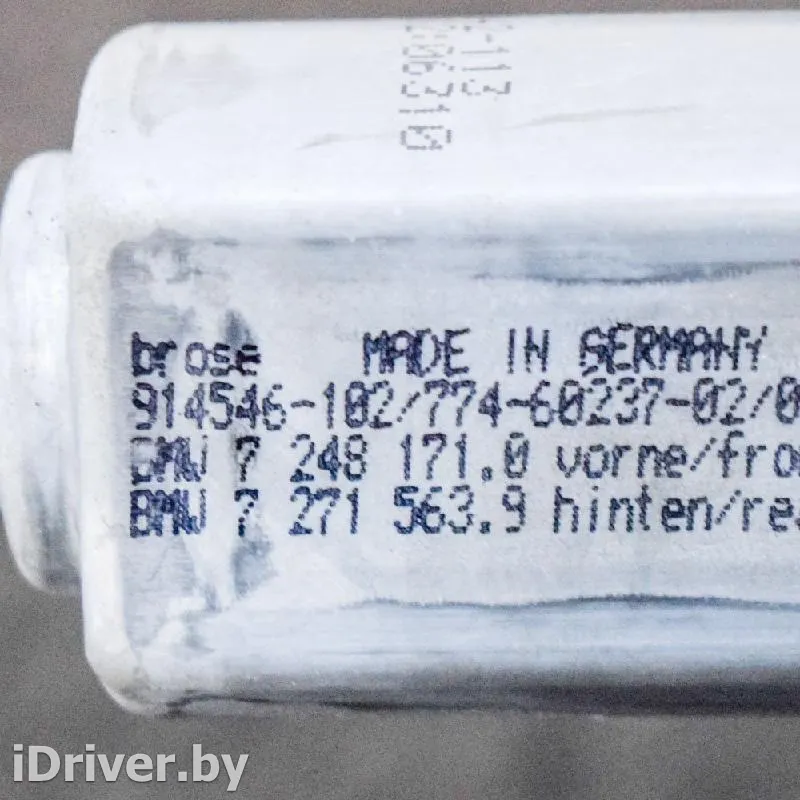 brose MADE IN GERMANY
914546-102/774-60237-02/0
BMW 7 248 171.0 vorne/fro
BMW 7 271 563.9 hinten/rea
iDriver.by